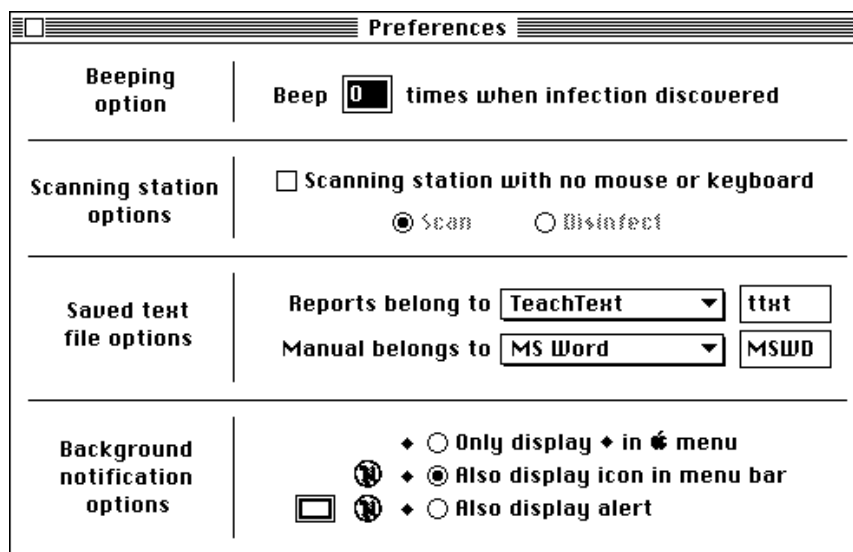 Preferences
Beeping
option
Beep 0 times when infection discovered
Scanning station
options
Scanning station with no mouse or keyboard
Scan Disinfect
Saved text
file options
Reports belong to TeachText ttxt
Manual belongs to MS Word MSWD
Background
notification
options
◆ Only display ◆ in  menu
◆ Also display icon in menu bar
◆ Also display alert